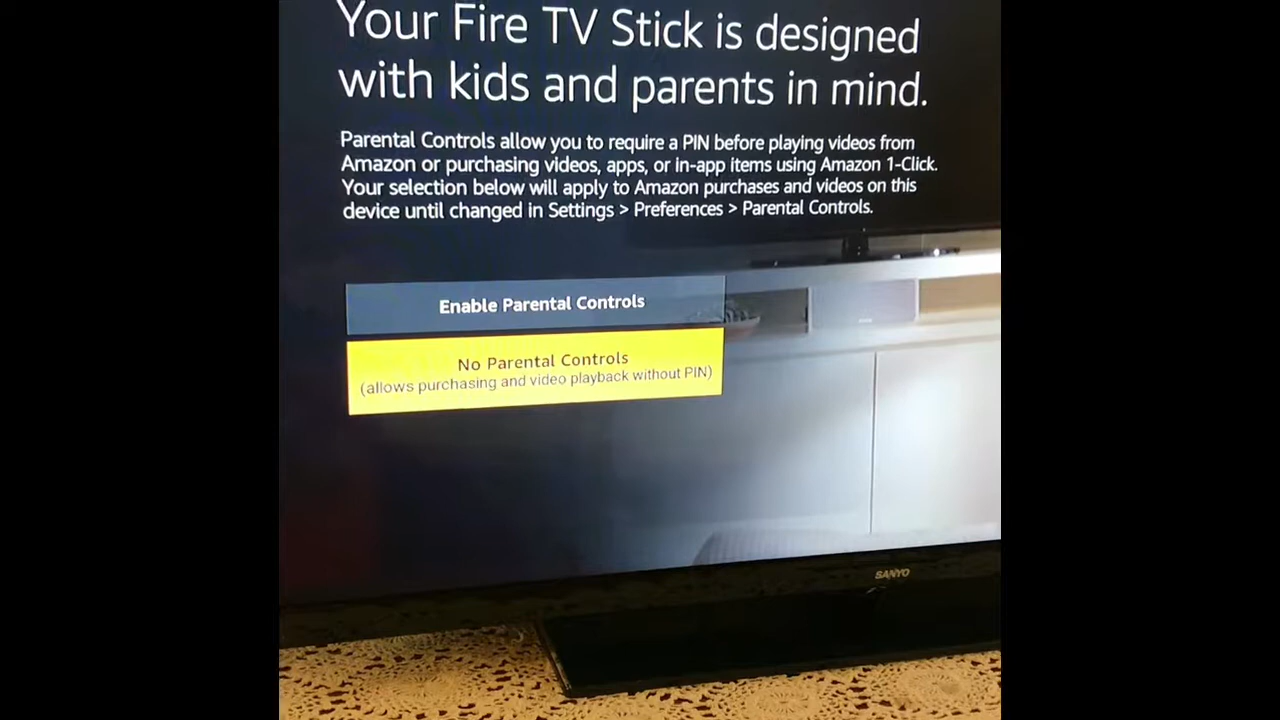 Your Fire TV Stick is designed
with kids and parents in mind.
Parental Controls allow you to require a PIN before playing videos from
Amazon or purchasing videos, apps, or in-app items using Amazon 1-Click.
Your selection below will apply to Amazon purchases and videos on this
device until changed in Settings > Preferences > Parental Controls.
Enable Parental Controls
No Parental Controls
(allows purchasing and video playback without PIN)
SANYO